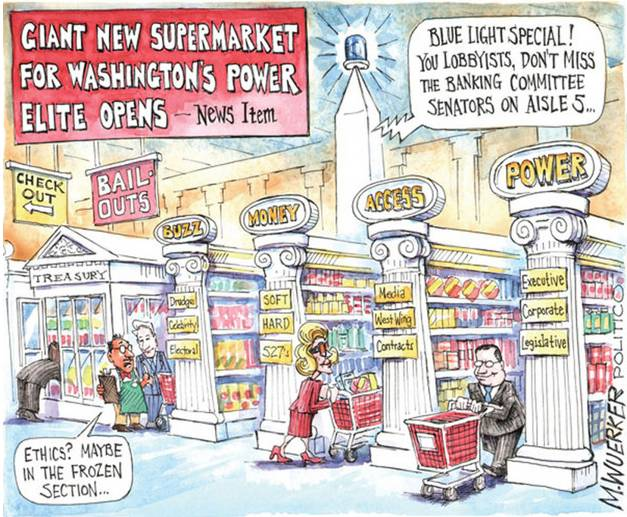 GIANT NEW SUPERMARKET
FOR WASHINGTON'S POWER
ELITE OPENS — NEWS ITEM
BLUE LIGHT SPECIAL!
YOU LOBBYISTS, DON'T MISS
THE BANKING COMMITTEE
SENATORS ON AISLE 5...
CHECK
OUT
BAIL-
OUTS
BUZZ
MONEY
ACCESS
POWER
TREASURY
Drudge
Celebrity
Electoral
SOFT
HARD
527's
Media
West Wing
Contracts
Executive
Corporate
Legislative
ETHICS? MAYBE
IN THE FROZEN
SECTION...
M.WUERKER POLITICO